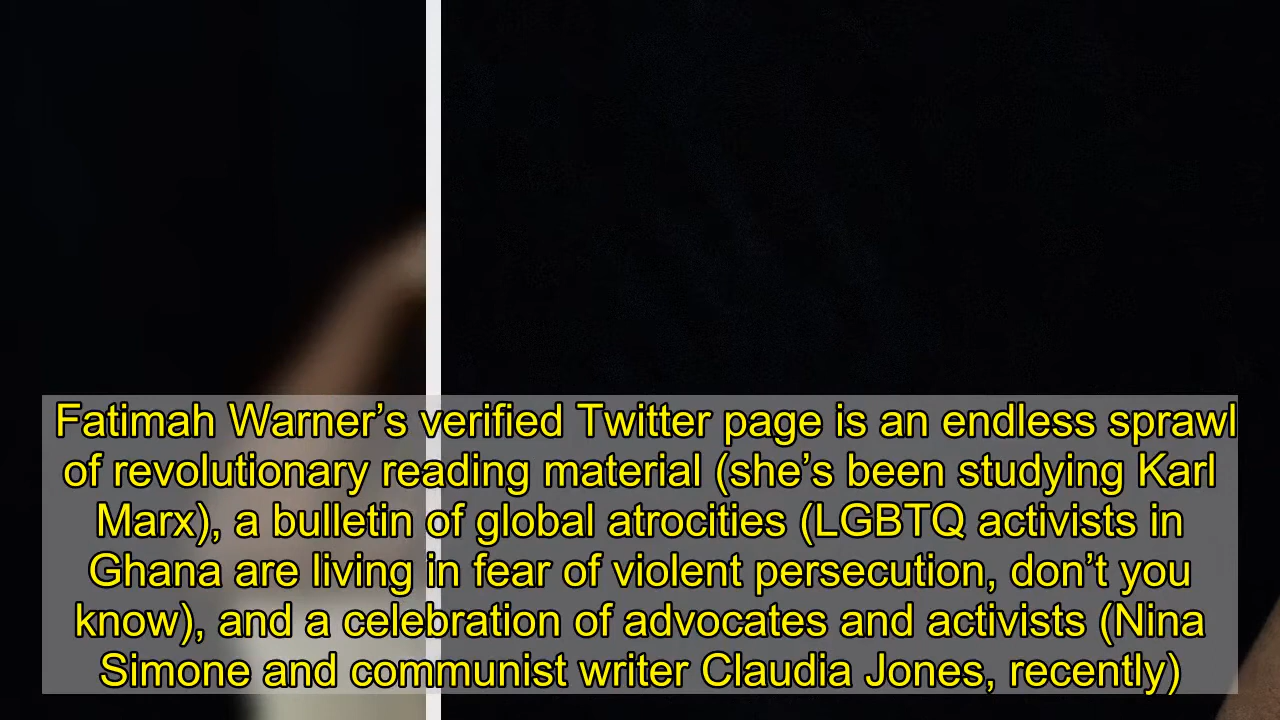 Fatimah Warner’s verified Twitter page is an endless sprawl
of revolutionary reading material (she’s been studying Karl
Marx), a bulletin of global atrocities (LGBTQ activists in
Ghana are living in fear of violent persecution, don’t you
know), and a celebration of advocates and activists (Nina
Simone and communist writer Claudia Jones, recently)